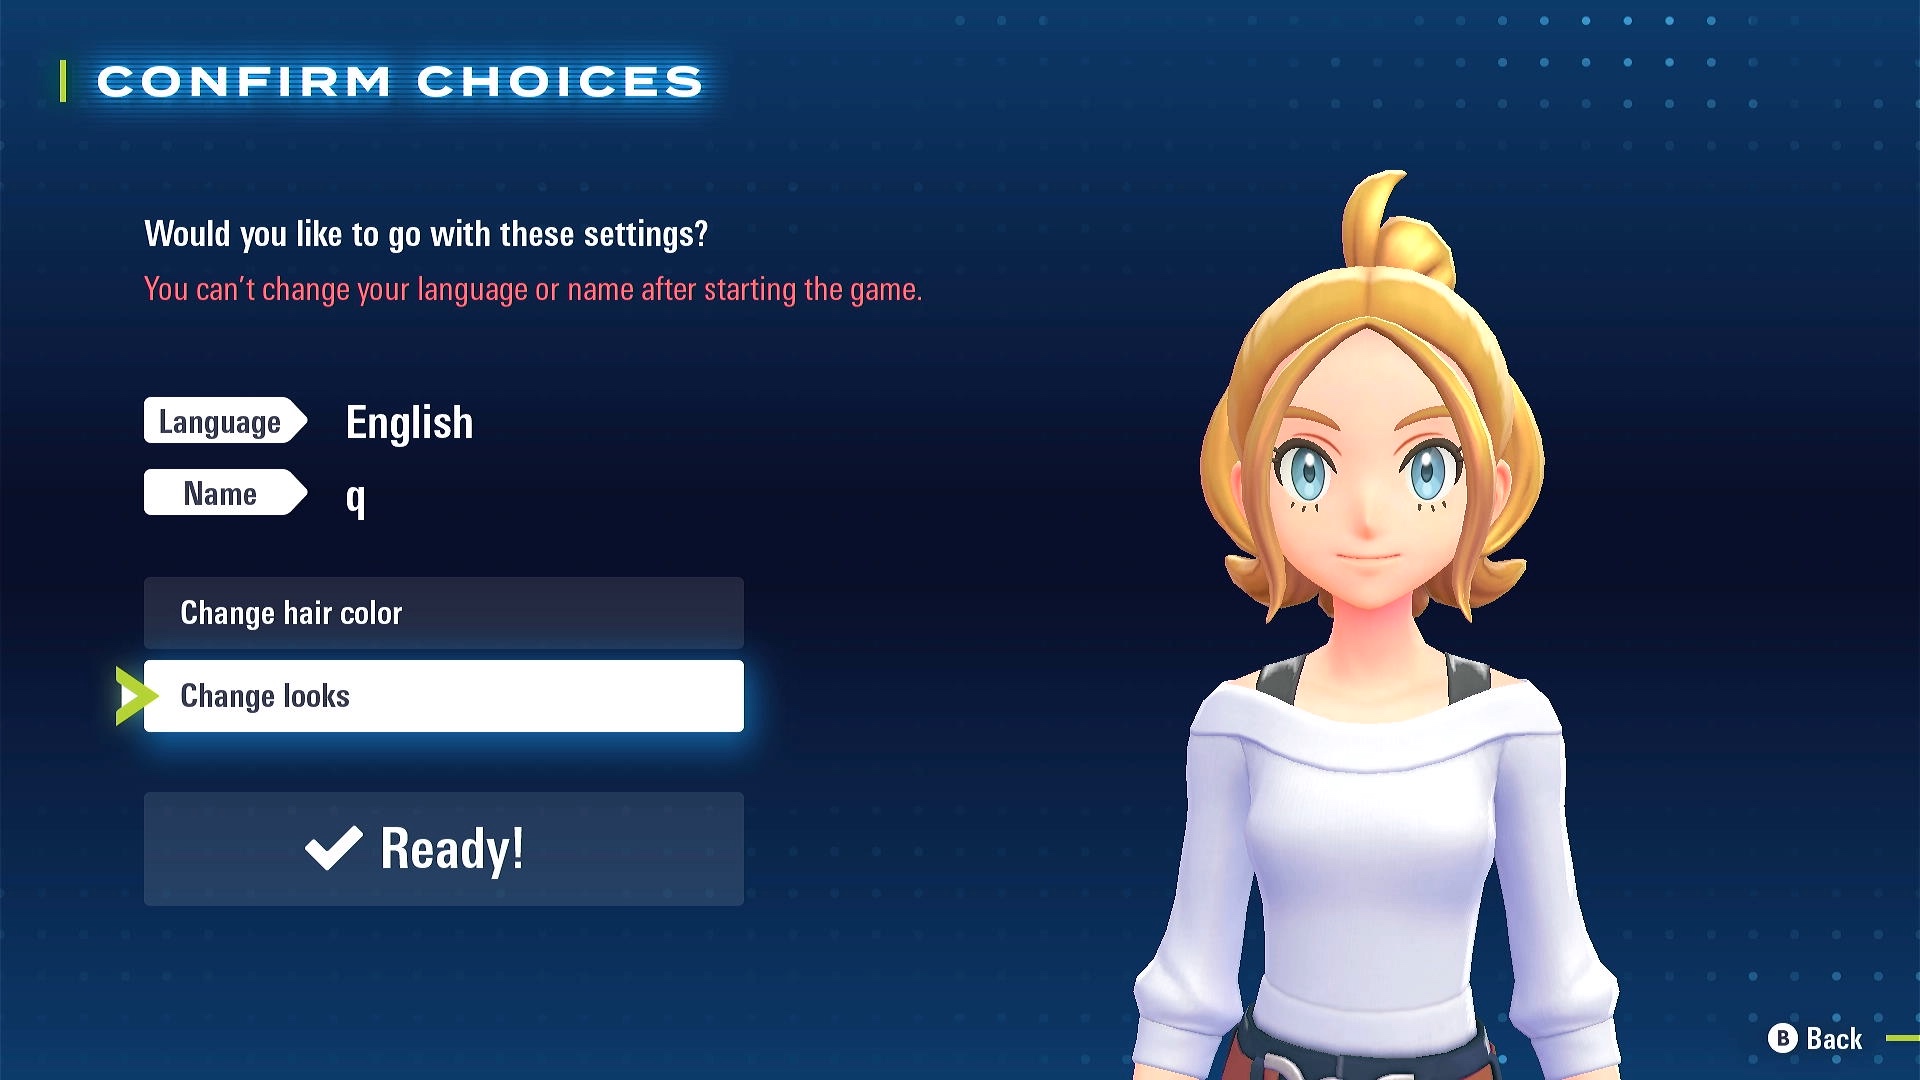 CONFIRM CHOICES
Would you like to go with these settings?
You can't change your language or name after starting the game.
Language English
Name q
Change hair color
Change looks
Ready!
B Back